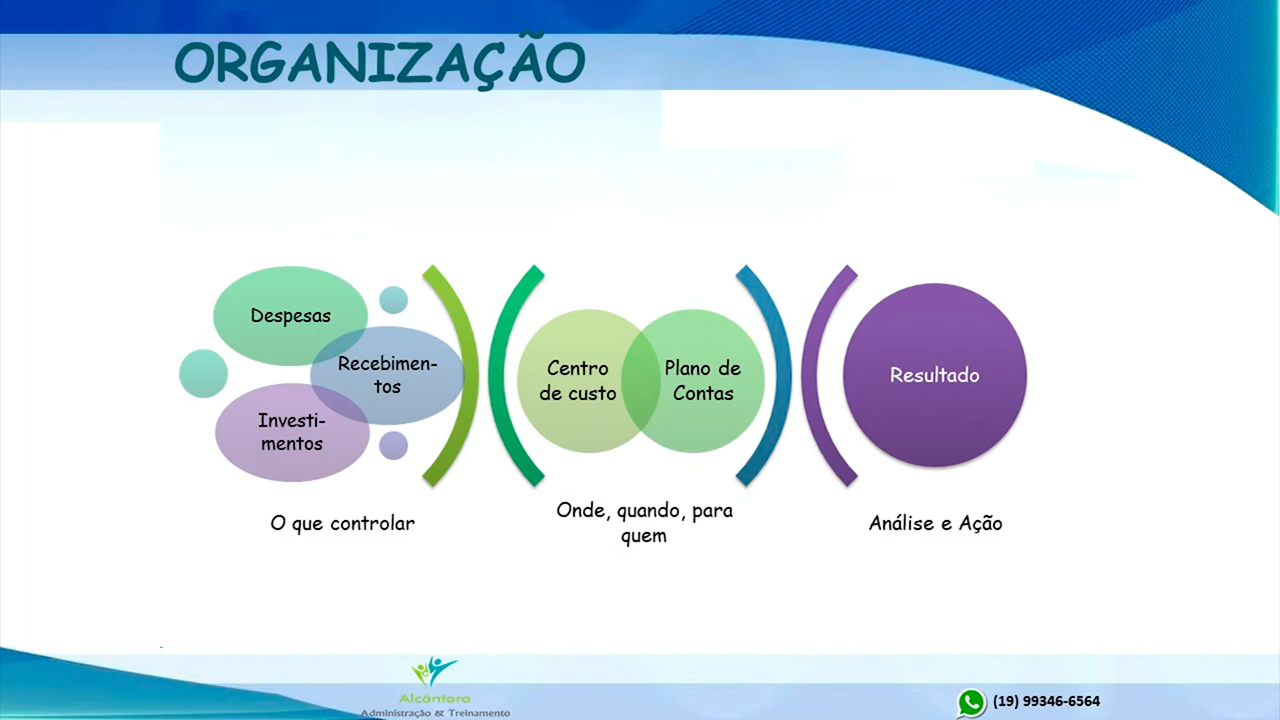 ORGANIZAÇÃO
Despesas
Recebimen-
tos
Investi-
mentos
O que controlar
Centro
de custo
Plano de
Contas
Onde, quando, para
quem
Resultado
Análise e Ação
Alcântara
Administração & Treinamento
(19) 99346-6564